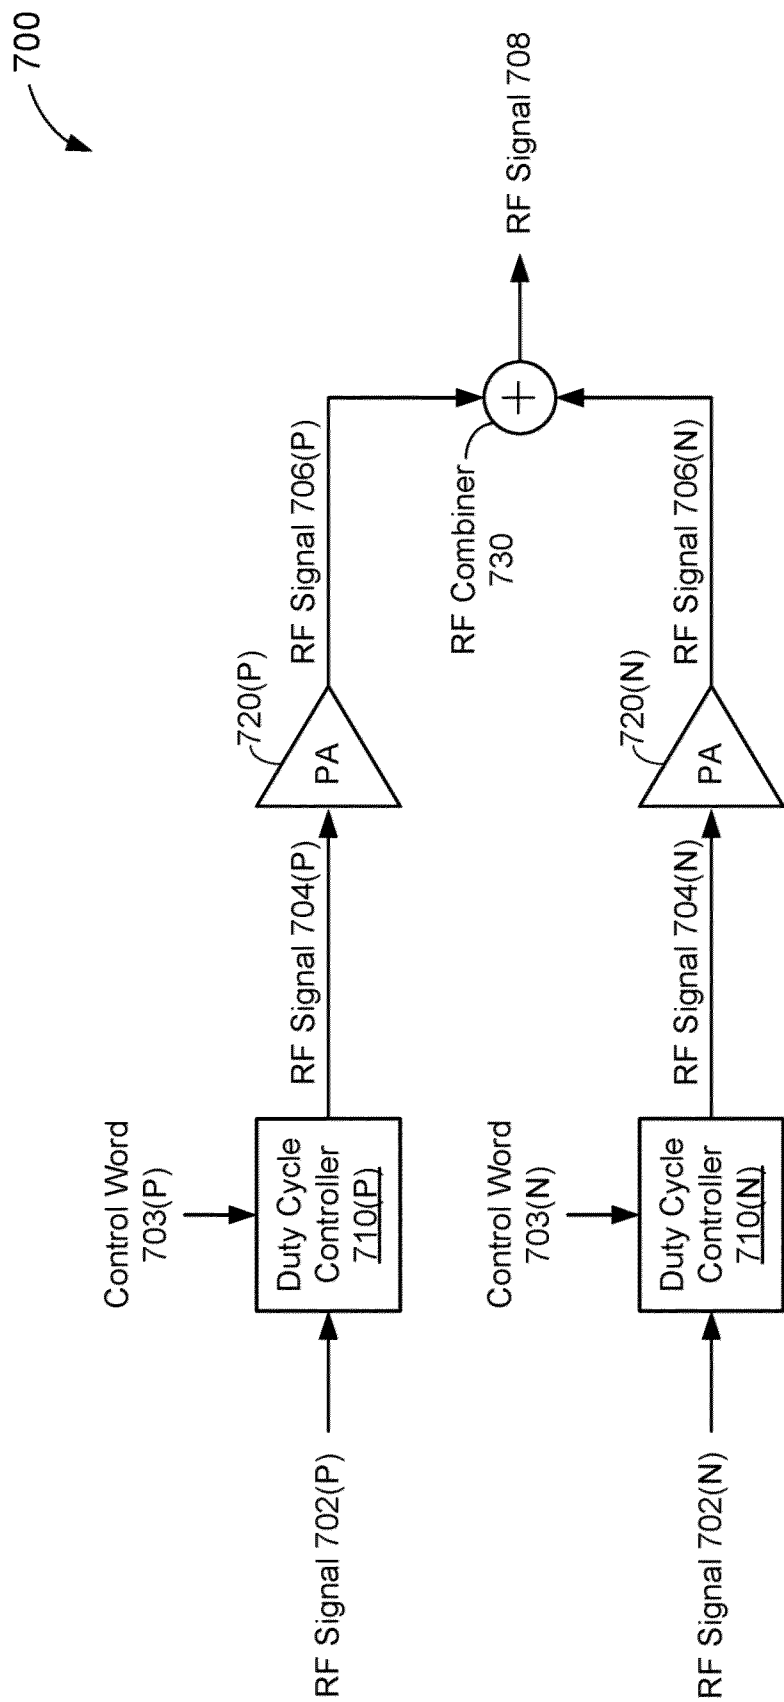 700
RF Signal 702(P)
Control Word
703(P)
Duty Cycle
Controller
710(P)
RF Signal 704(P)
720(P)
PA
RF Signal 706(P)
RF Combiner
730
+
RF Signal 708
RF Signal 702(N)
Control Word
703(N)
Duty Cycle
Controller
710(N)
RF Signal 704(N)
720(N)
PA
RF Signal 706(N)